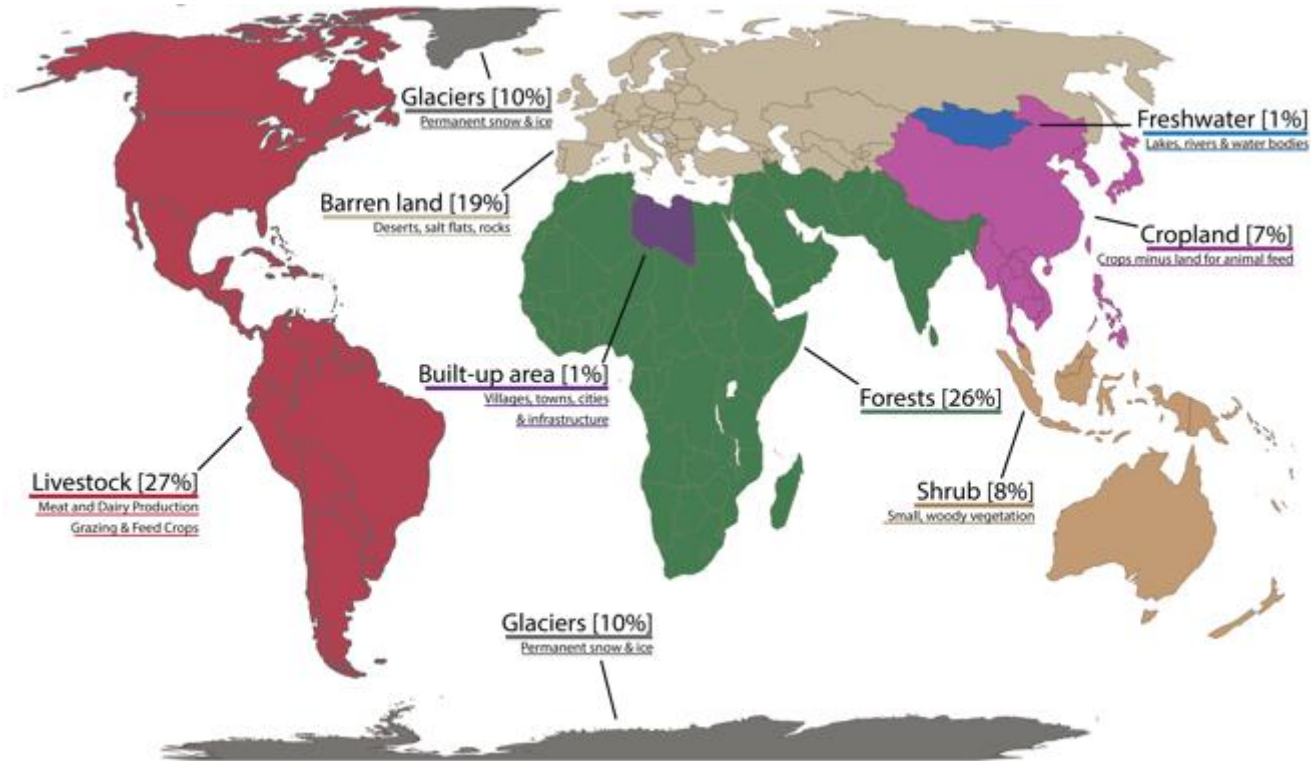 Glaciers [10%]
Permanent snow & ice
Freshwater [1%]
Lakes, rivers & water bodies
Barren land [19%]
Deserts, salt flats, rocks
Cropland [7%]
Crops minus land for animal feed
Built-up area [1%]
Villages, towns, cities
& infrastructure
Forests [26%]
Livestock [27%]
Meat and Dairy Production
Grazing & Feed Crops
Shrub [8%]
Small, woody vegetation
Glaciers [10%]
Permanent snow & ice